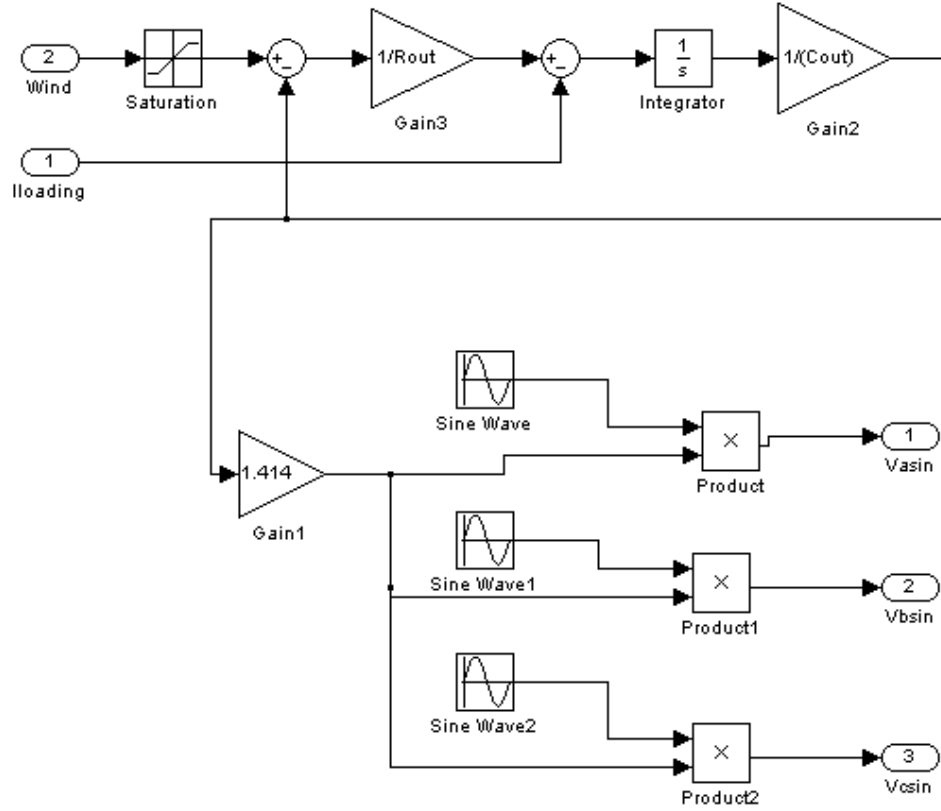 2
Wind
Saturation
+
−
1/Rout
Gain3
+
−
1
s
Integrator
1/(Cout)
Gain2
1
Iloading
Sine Wave
×
Product
1
Vasin
1.414
Gain1
Sine Wave1
×
Product1
2
Vbsin
Sine Wave2
×
Product2
3
Vcsin